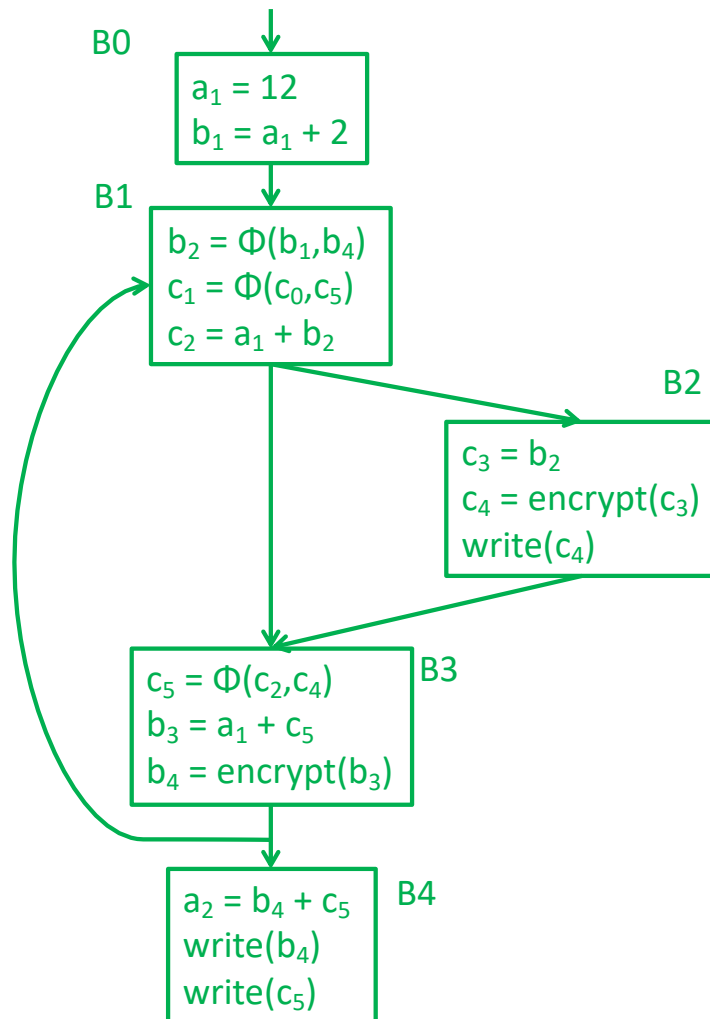 B0
a₁ = 12
b₁ = a₁ + 2
B1
b₂ = Φ(b₁,b₄)
c₁ = Φ(c₀,c₅)
c₂ = a₁ + b₂
B2
c₃ = b₂
c₄ = encrypt(c₃)
write(c₄)
B3
c₅ = Φ(c₂,c₄)
b₃ = a₁ + c₅
b₄ = encrypt(b₃)
B4
a₂ = b₄ + c₅
write(b₄)
write(c₅)